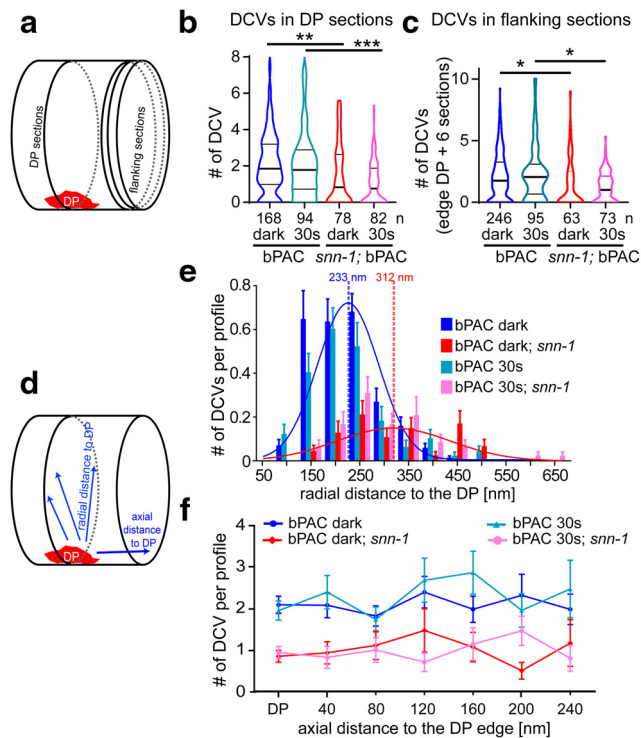 a
DP sections
flanking sections
DP
b
DCVs in DP sections
**
***
# of DCV
8
6
4
2
0
168 94 78 82 n
dark 30s dark 30s
bPAC snn-1; bPAC
c
DCVs in flanking sections
*
*
# of DCVs
(edge DP + 6 sections)
10
5
0
246 95 63 73 n
dark 30s dark 30s
bPAC snn-1; bPAC
d
radial distance to DP
axial
distance
to DP
DP
e
233 nm 312 nm
# of DCVs per profile
0.8
0.6
0.4
0.2
0
bPAC dark
bPAC dark; snn-1
bPAC 30s
bPAC 30s; snn-1
50 150 250 350 450 550 650
radial distance to the DP [nm]
f
bPAC dark bPAC 30s
bPAC dark; snn-1 bPAC 30s; snn-1
# of DCV per profile
4
3
2
1
0
DP 40 80 120 160 200 240
axial distance to the DP edge [nm]